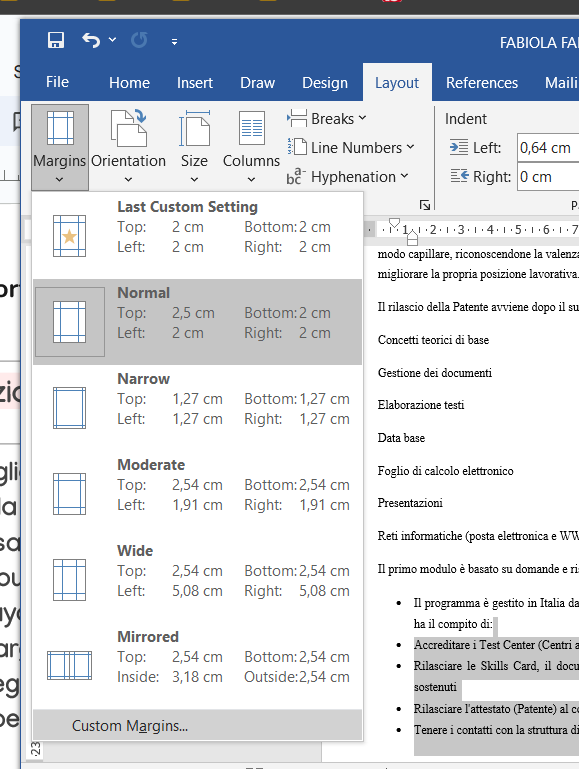 FABIOLA FA
File Home Insert Draw Design Layout References Maili
Margins Orientation Size Columns
Breaks
Line Numbers
Hyphenation
Indent
Left: 0,64 cm
Right: 0 cm
Last Custom Setting
Top: 2 cm Bottom: 2 cm
Left: 2 cm Right: 2 cm
Normal
Top: 2,5 cm Bottom: 2 cm
Left: 2 cm Right: 2 cm
Narrow
Top: 1,27 cm Bottom: 1,27 cm
Left: 1,27 cm Right: 1,27 cm
Moderate
Top: 2,54 cm Bottom: 2,54 cm
Left: 1,91 cm Right: 1,91 cm
Wide
Top: 2,54 cm Bottom: 2,54 cm
Left: 5,08 cm Right: 5,08 cm
Mirrored
Top: 2,54 cm Bottom: 2,54 cm
Inside: 3,18 cm Outside: 2,54 cm
Custom Margins...
1 2 3 4 5 6 7
modo capillare, riconoscendone la valenza
migliorare la propria posizione lavorativa.
Il rilascio della Patente avviene dopo il su
Concetti teorici di base
Gestione dei documenti
Elaborazione testi
Data base
Foglio di calcolo elettronico
Presentazioni
Reti informatiche (posta elettronica e WW
Il primo modulo è basato su domande e ri
• Il programma è gestito in Italia da
ha il compito di:
• Accreditare i Test Center (Centri a
• Rilasciare le Skills Card, il docu
sostenuti
• Rilasciare l'attestato (Patente) al co
• Tenere i contatti con la struttura di
23